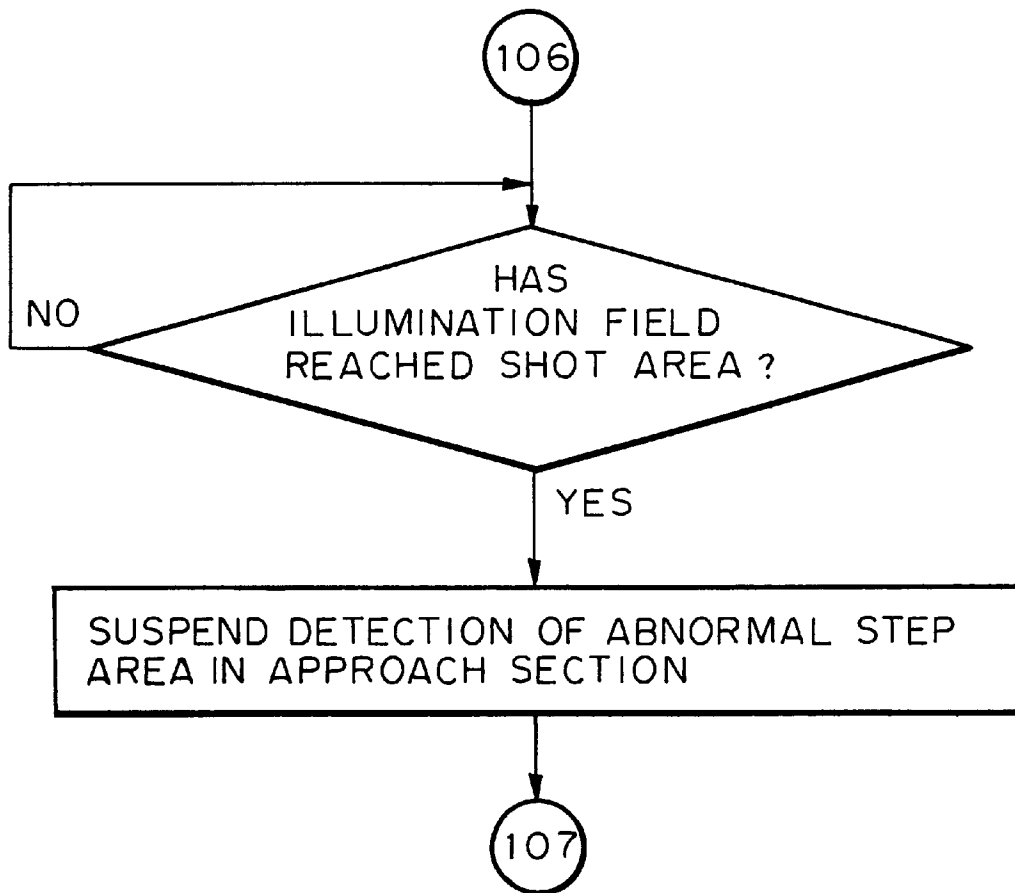 106
HAS
ILLUMINATION FIELD
REACHED SHOT AREA ?
NO
YES
SUSPEND DETECTION OF ABNORMAL STEP
AREA IN APPROACH SECTION
107